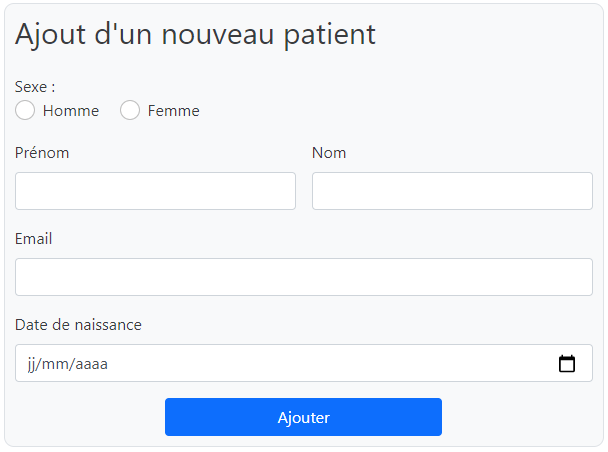 Ajout d'un nouveau patient
Sexe :
Homme Femme
Prénom Nom
Email
Date de naissance
jj/mm/aaaa
Ajouter